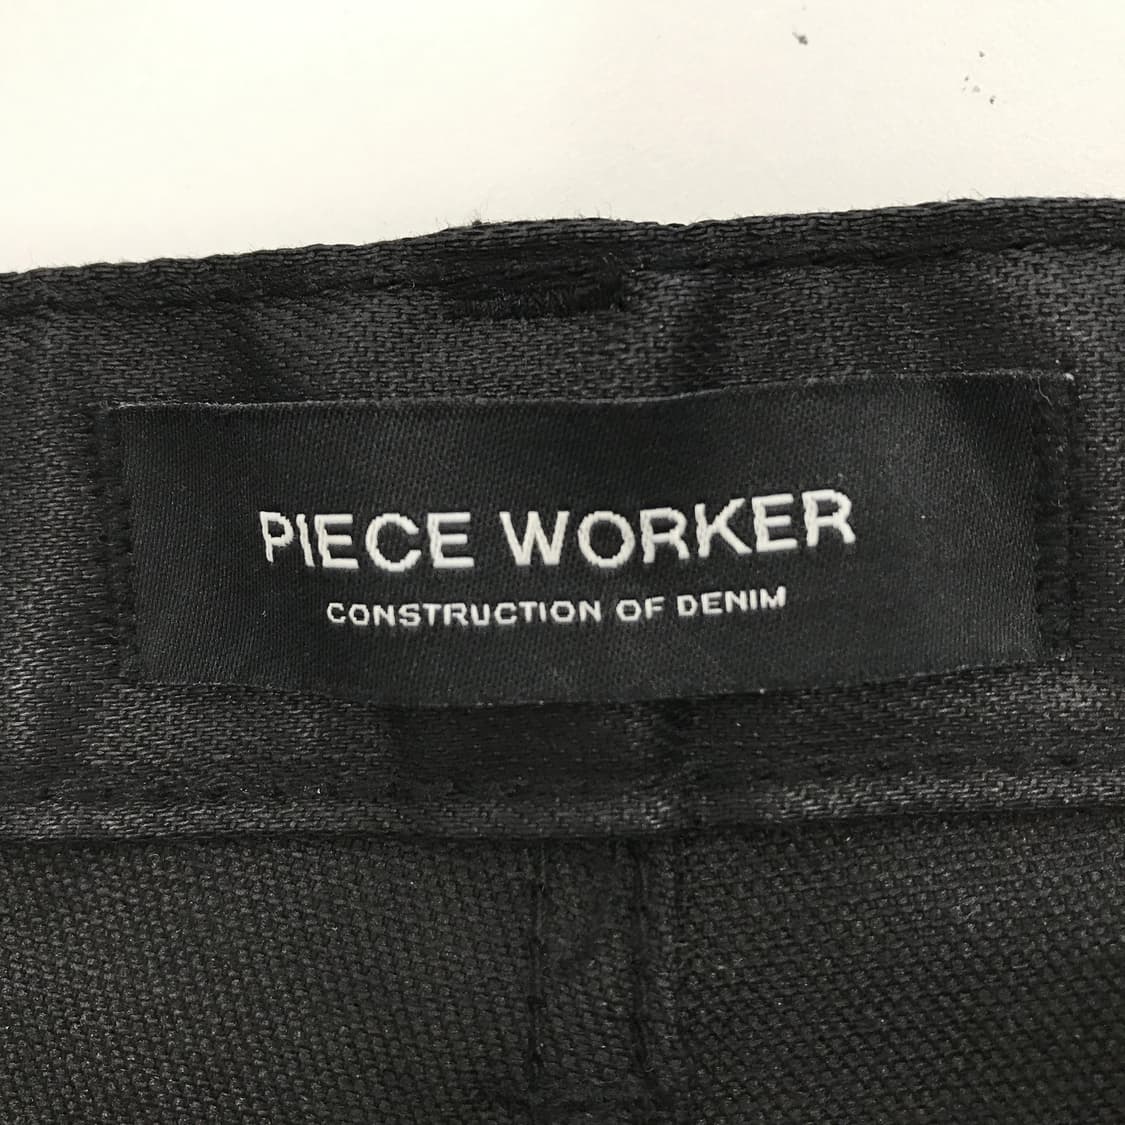 PIECE WORKER
CONSTRUCTION OF DENIM